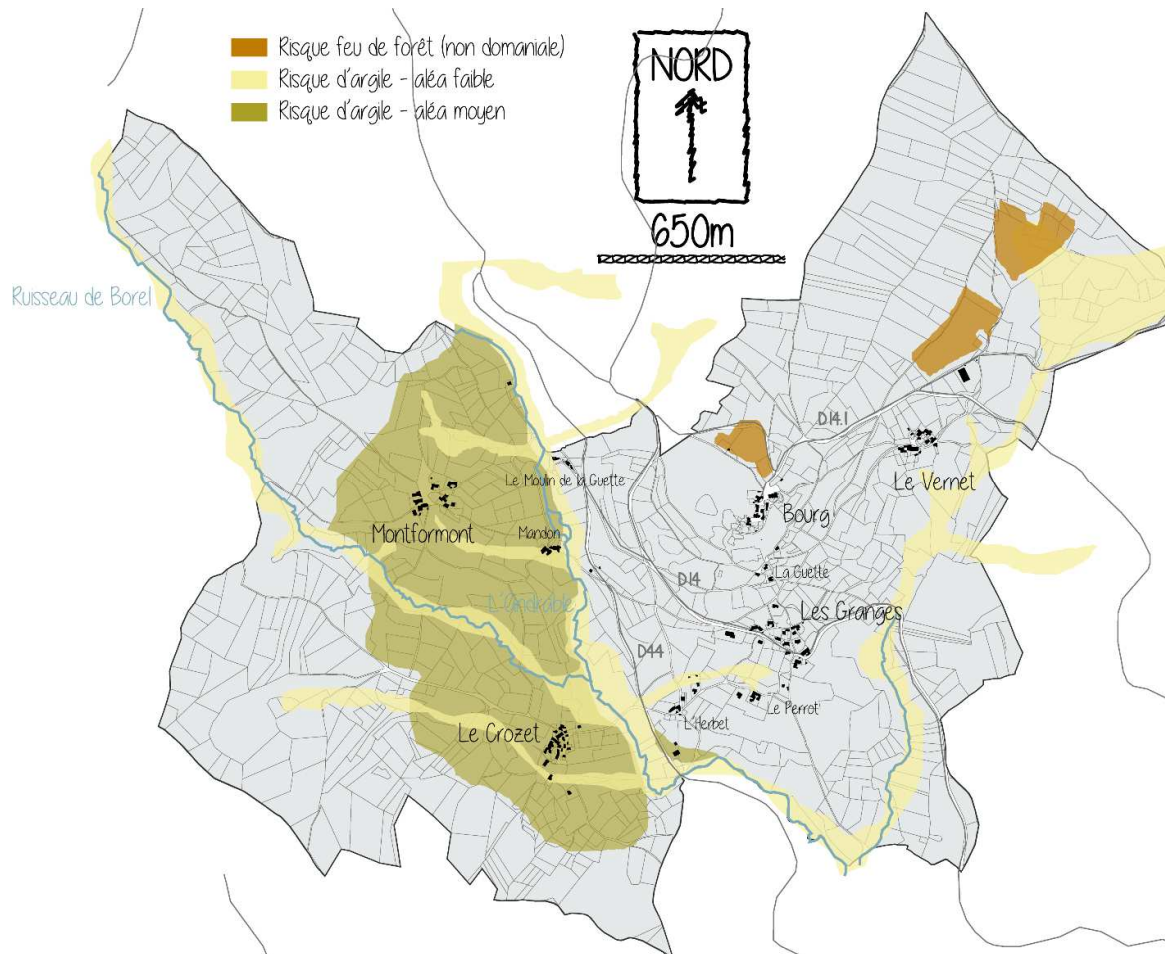 Risque feu de forêt (non domaniale)
Risque d'argile - aléa faible
Risque d'argile - aléa moyen
NORD
650m
Ruisseau de Borel
D14.1
Le Moulin de la Guette
Le Vernet
Bourg
Montformont
Mandon
La Guette
D14
L'Andrable
Les Granges
D44
Le Perrot
L'Herbet
Le Crozet